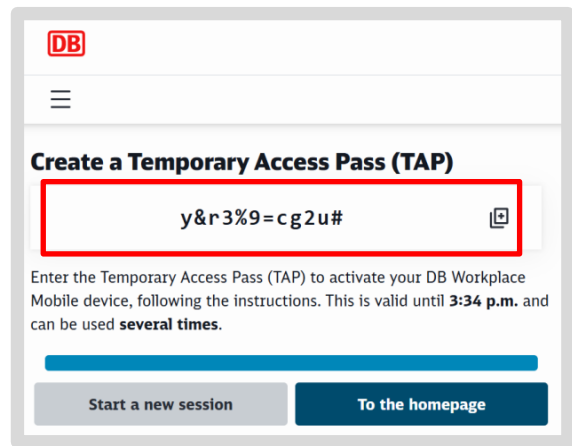 DB
Create a Temporary Access Pass (TAP)
y&r3%9=cg2u#
Enter the Temporary Access Pass (TAP) to activate your DB Workplace
Mobile device, following the instructions. This is valid until 3:34 p.m. and
can be used several times.
Start a new session
To the homepage